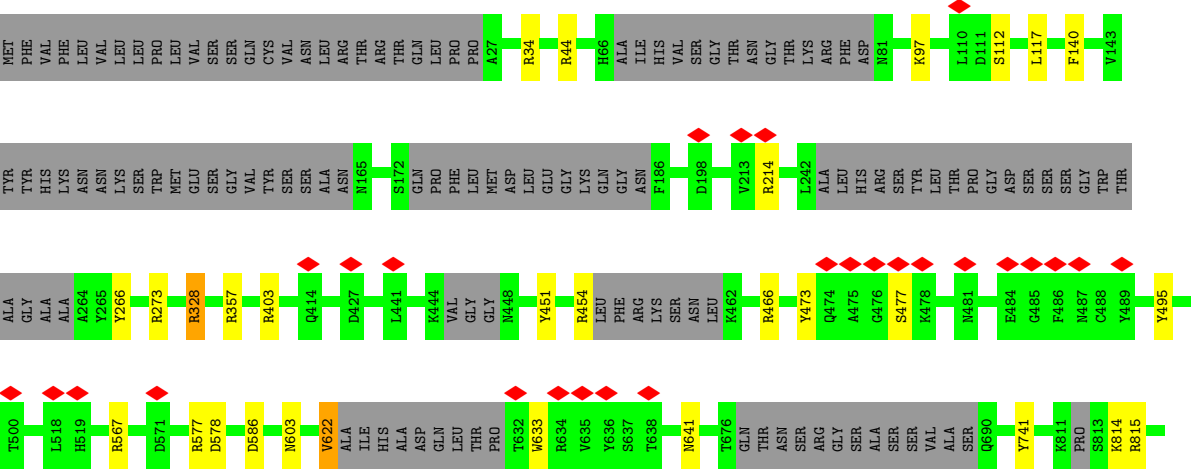 MET PHE VAL PHE LEU VAL LEU LEU PRO LEU VAL SER SER GLN CYS VAL ASN LEU ARG THR ARG THR GLN LEU PRO PRO A27 R34 R44 H66 ALA ILE HIS VAL SER GLY THR ASN GLY THR LYS ARG PHE ASP N81 K97 L110 D111 S112 L117 F140 V143
TYR TYR HIS LYS ASN ASN LYS SER TRP MET GLU SER GLY VAL TYR SER SER ALA ASN N165 S172 GLN PRO PHE LEU MET ASP LEU GLU GLY LYS GLN GLY ASN F186 D198 V213 R214 L242 ALA LEU HIS ARG SER TYR LEU THR PRO GLY ASP SER SER SER GLY TRP THR
ALA GLY ALA ALA A264 Y265 Y266 R273 R328 R357 R403 Q414 D427 L441 K444 VAL GLY GLY N448 Y451 R454 LEU PHE ARG LYS SER ASN LEU K462 R466 Y473 Q474 A475 G476 S477 K478 N481 E484 G485 F486 N487 C488 Y489 Y495
T500 L518 H519 R567 D571 R577 D578 D586 N603 V622 ALA ILE HIS ALA ASP GLN LEU THR PRO T632 W633 R634 V635 Y636 S637 T638 N641 T676 GLN THR ASN SER ARG GLY SER ALA SER SER VAL ALA SER Q690 Y741 K811 PRO S813 K814 R815